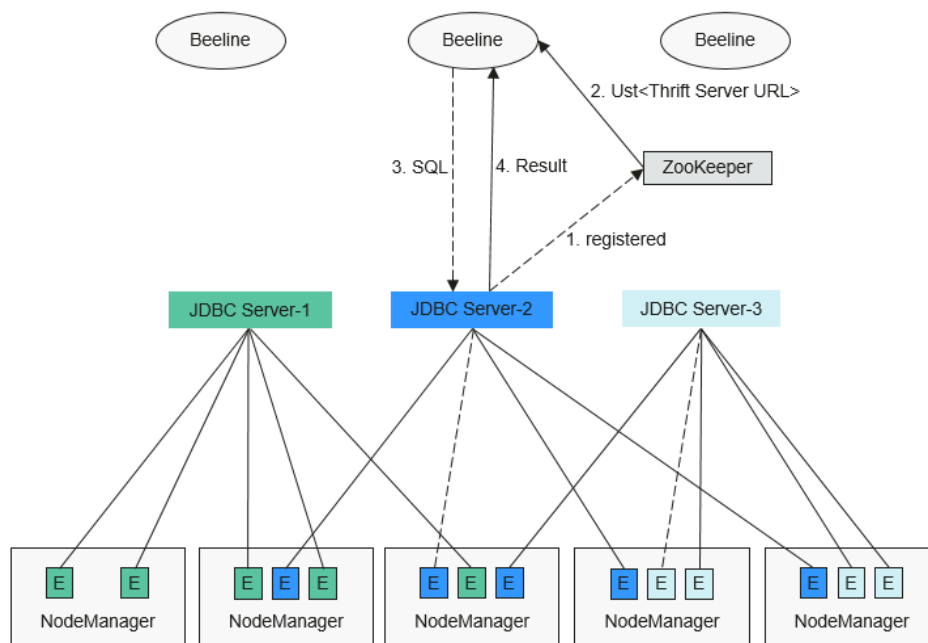 Beeline
Beeline
Beeline
2. Ust<Thrift Server URL>
3. SQL
4. Result
ZooKeeper
1. registered
JDBC Server-1
JDBC Server-2
JDBC Server-3
E
E
E
E
E
E
E
E
E
E
E
E
E
E
NodeManager
NodeManager
NodeManager
NodeManager
NodeManager